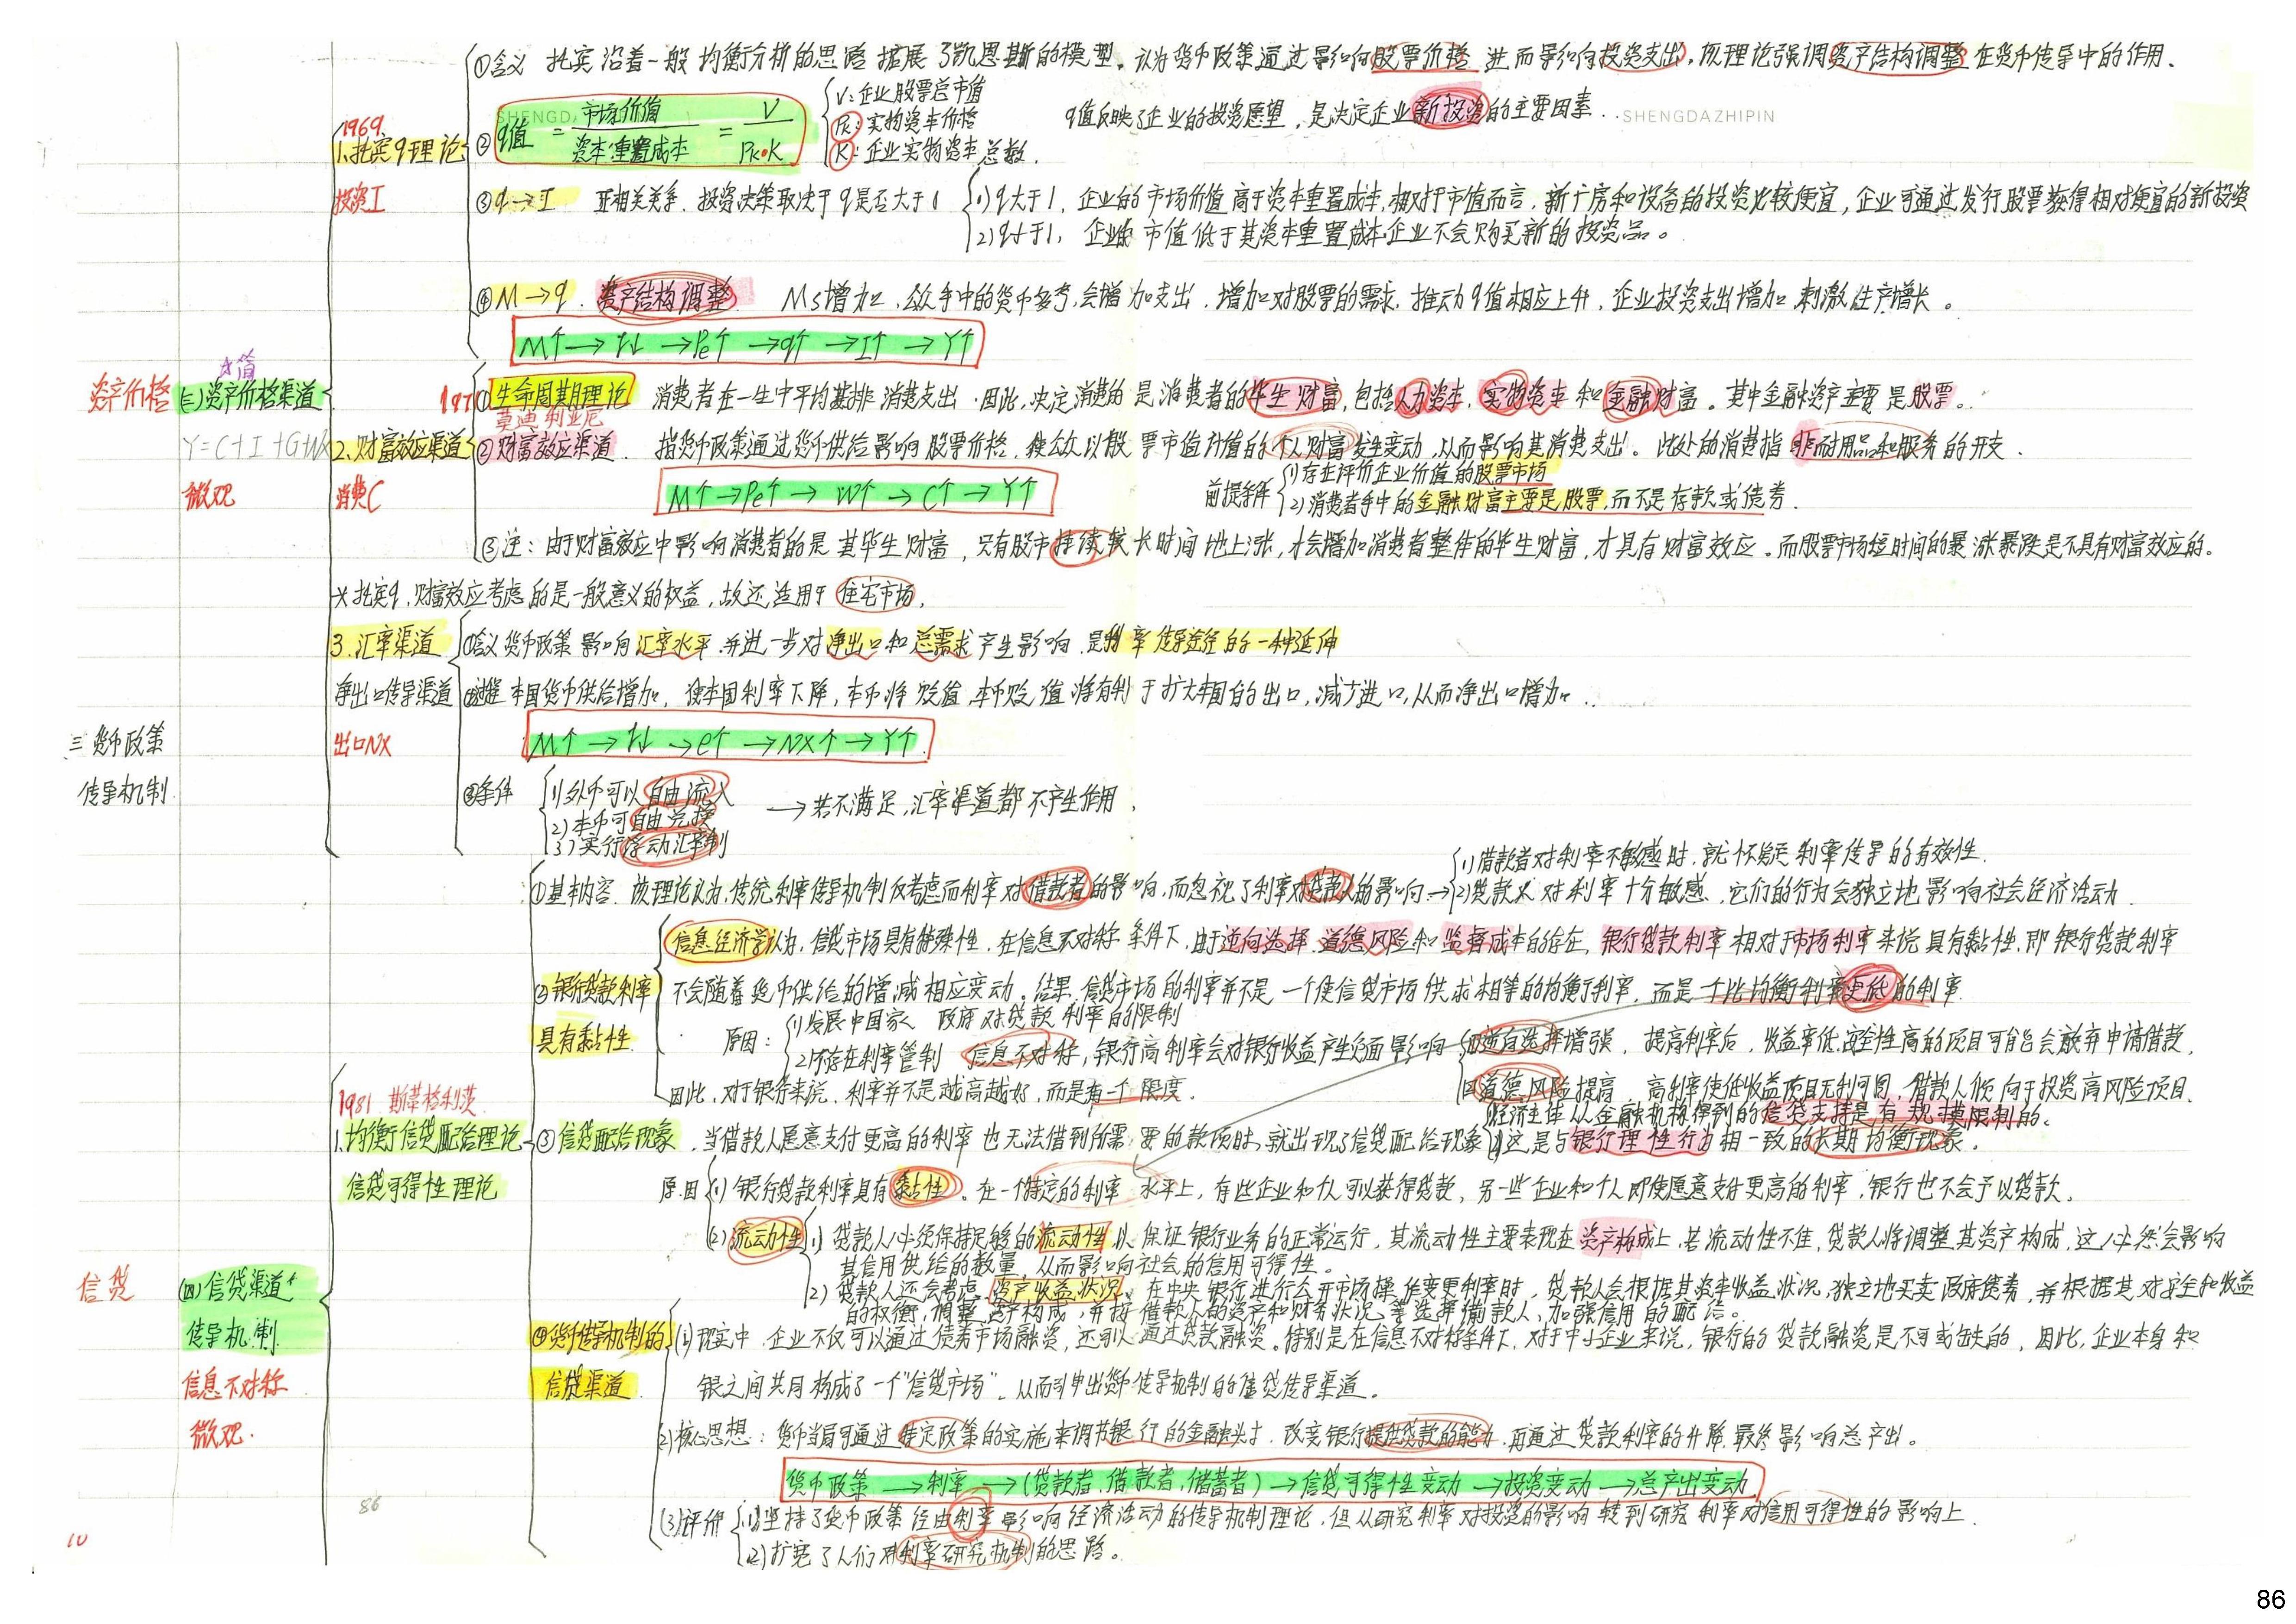 三 货币政策
传导机制
资产价格
(三)资产价格渠道
☆简
Y=C+I+G+NX
微观
1969
1.托宾q理论
投资I
①含义 托宾沿着一般均衡分析的思路扩展了凯恩斯的模型。认为货币政策通过影响股票价格进而影响投资支出,该理论强调资产结构调整在货币传导中的作用.
② q值 = 市场价值/资本重置成本 = V/Pk·K
V:企业股票总市值
Pk:实物资本价格
K:企业实物资本总数.
q值反映了企业的投资愿望,是决定企业新投资的主要因素..
SHENGDAZHIPIN
③q→I 正相关关系.投资决策取决于q是否大于1
1)q大于1,企业的市场价值高于资本重置成本,相对于市值而言,新厂房和设备的投资比较便宜,企业可通过发行股票获得相对便宜的新投资
2)q小于1,企业的市值低于其资本重置成本企业不会购买新的投资品。
④M→q.资产结构调整. Ms增加,公众手中的货币多于,会增加支出,增加对股票的需求,推动q值相应上升,企业投资支出增加,刺激生产增长。
M↑→r↓→Pe↑→q↑→I↑→Y↑
2.财富效应渠道
消费C
①生命周期理论 消费者在一生中平均安排消费支出.因此,决定消费的是消费者的毕生财富,包括人力资本,实物资本和金融财富。其中金融资产主要是股票。
莫迪利亚尼
②财富效应渠道. 指货币政策通过货币供给影响股票价格,使公众以股票市值计值的个人财富发生变动,从而影响其消费支出。此处的消费指非耐用品和服务的开支.
M↑→Pe↑→W↑→C↑→Y↑
前提条件
1)存在评价企业价值的股票市场
2)消费者手中的金融财富主要是股票,而不是存款或债券.
③注:由于财富效应中影响消费者的是其毕生财富,只有股市持续较长时间地上涨,才会增加消费者整体的毕生财富,才具有财富效应.而股票市场短时间的暴涨暴跌是不具有财富效应的。
※托宾q,财富效应考虑的是一般意义的权益,故还适用于住宅市场.
3.汇率渠道
净出口传导渠道
出口NX
①含义 货币政策影响汇率水平.并进一步对净出口和总需求产生影响.是利率传导途径的一种延伸
②过程 本国货币供给增加,使本国利率下降,本币将贬值,本币贬值将有利于扩大本国的出口,减少进口,从而净出口增加..
M↑→r↓→e↑→NX↑→Y↑.
③条件
1)外币可以自由流入
2)本币可自由兑换
3)实行浮动汇率制
→若不满足,汇率渠道都不产生作用.
信贷
(四)信贷渠道
传导机制
信息不对称
微观.
1981.斯蒂格利茨
1.均衡信贷配给理论
信贷可得性理论
①基本内容.该理论认为,传统利率传导机制仅考虑而利率对借款者的影响,而忽视了利率对贷款人的影响→
1)借款者对利率不敏感时,就怀疑利率传导的有效性.
2)贷款人对利率十分敏感.它们的行为会独立地影响社会经济活动.
②银行贷款利率
具有黏性
信息经济学认为,信贷市场具有特殊性.在信息不对称条件下,由于逆向选择.道德风险和监督成本的存在,银行贷款利率相对于市场利率来说具有黏性.即银行贷款利率
不会随着货币供给的增减相应变动。结果,信贷市场的利率并不是一个使信贷市场供求相等的均衡利率,而是一个比均衡利率更低的利率.
原因:
1)发展中国家 政府对贷款利率的限制
2)不存在利率管制 信息不对称,银行高利率会对银行收益产生负面影响
逆向选择增强,提高利率后,收益率低安全性高的项目可能会放弃申请借款.
道德风险提高.高利率使低收益项目无利可图,借款人倾向于投资高风险项目.
因此,对于银行来说,利率并不是越高越好,而是有一个限度.
③信贷配给现象.当借款人愿意支付更高的利率也无法借到所需要的款项时,就出现了信贷配给现象
经济主体从金融机构得到的信贷支持是有规模限制的.
这是与银行理性行为相一致的长期均衡现象.
原因
1)银行贷款利率具有黏性.在一个特定的利率水平上,有些企业和个人可以获得贷款,另一些企业和个人即使愿意支付更高的利率,银行也不会予以贷款.
(2)流动性
1)贷款人必须保持足够的流动性,以保证银行业务的正常运行,其流动性主要表现在资产构成上.若流动性不佳,贷款人将调整其资产构成,这必然会影响
其信用供给的数量,从而影响社会的信用可得性。
2)贷款人还会考虑资产收益状况.在中央银行进行公开市场操作变更利率时,贷款人会根据其资本收益状况,独立地买卖政府债券,并根据其对安全和收益
的权衡,调整资产构成,并按借款人的资产和财务状况等选择借款人,加强信用的配给。
④货币传导机制的
信贷渠道
(1)现实中,企业不仅可以通过债券市场融资,还可以通过贷款融资.特别是在信息不对称条件下,对于中小企业来说,银行的贷款融资是不可或缺的,因此,企业本身和
银之间共同构成了一个"信贷市场".从而引申出货币传导机制的信贷传导渠道。
2)核心思想:货币当局可通过特定政策的实施来调节银行的金融头寸.改变银行提供贷款的能力,再通过贷款利率的升降,最终影响总产出。
货币政策→利率→(贷款者,借款者,储蓄者)→信贷可得性变动→投资变动→总产出变动
(3)评价
1)坚持了货币政策经由利率影响经济活动的传导机制理论,但从研究利率对投资的影响转到研究利率对信用可得性的影响上.
(2)扩宽了人们对利率研究机制的思路。
86
10
86